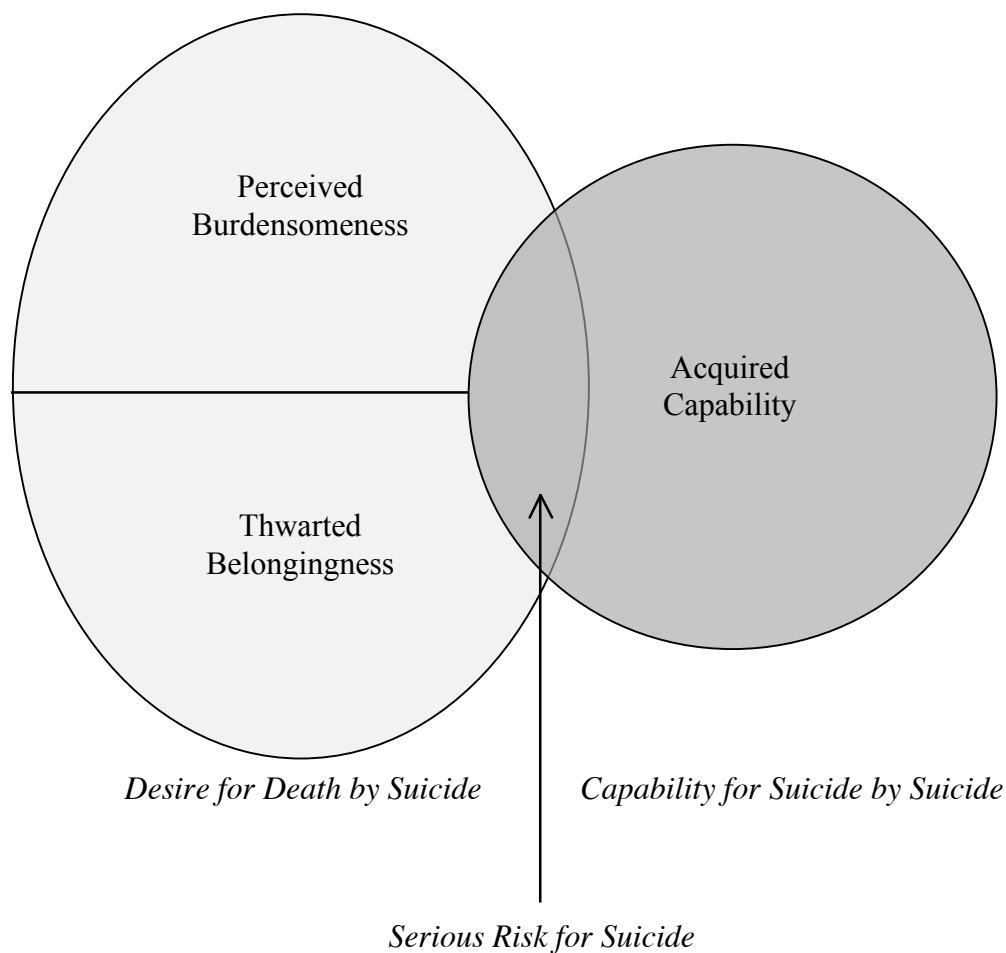 Perceived
Burdensomeness
Acquired
Capability
Thwarted
Belongingness
Desire for Death by Suicide
Capability for Suicide by Suicide
Serious Risk for Suicide